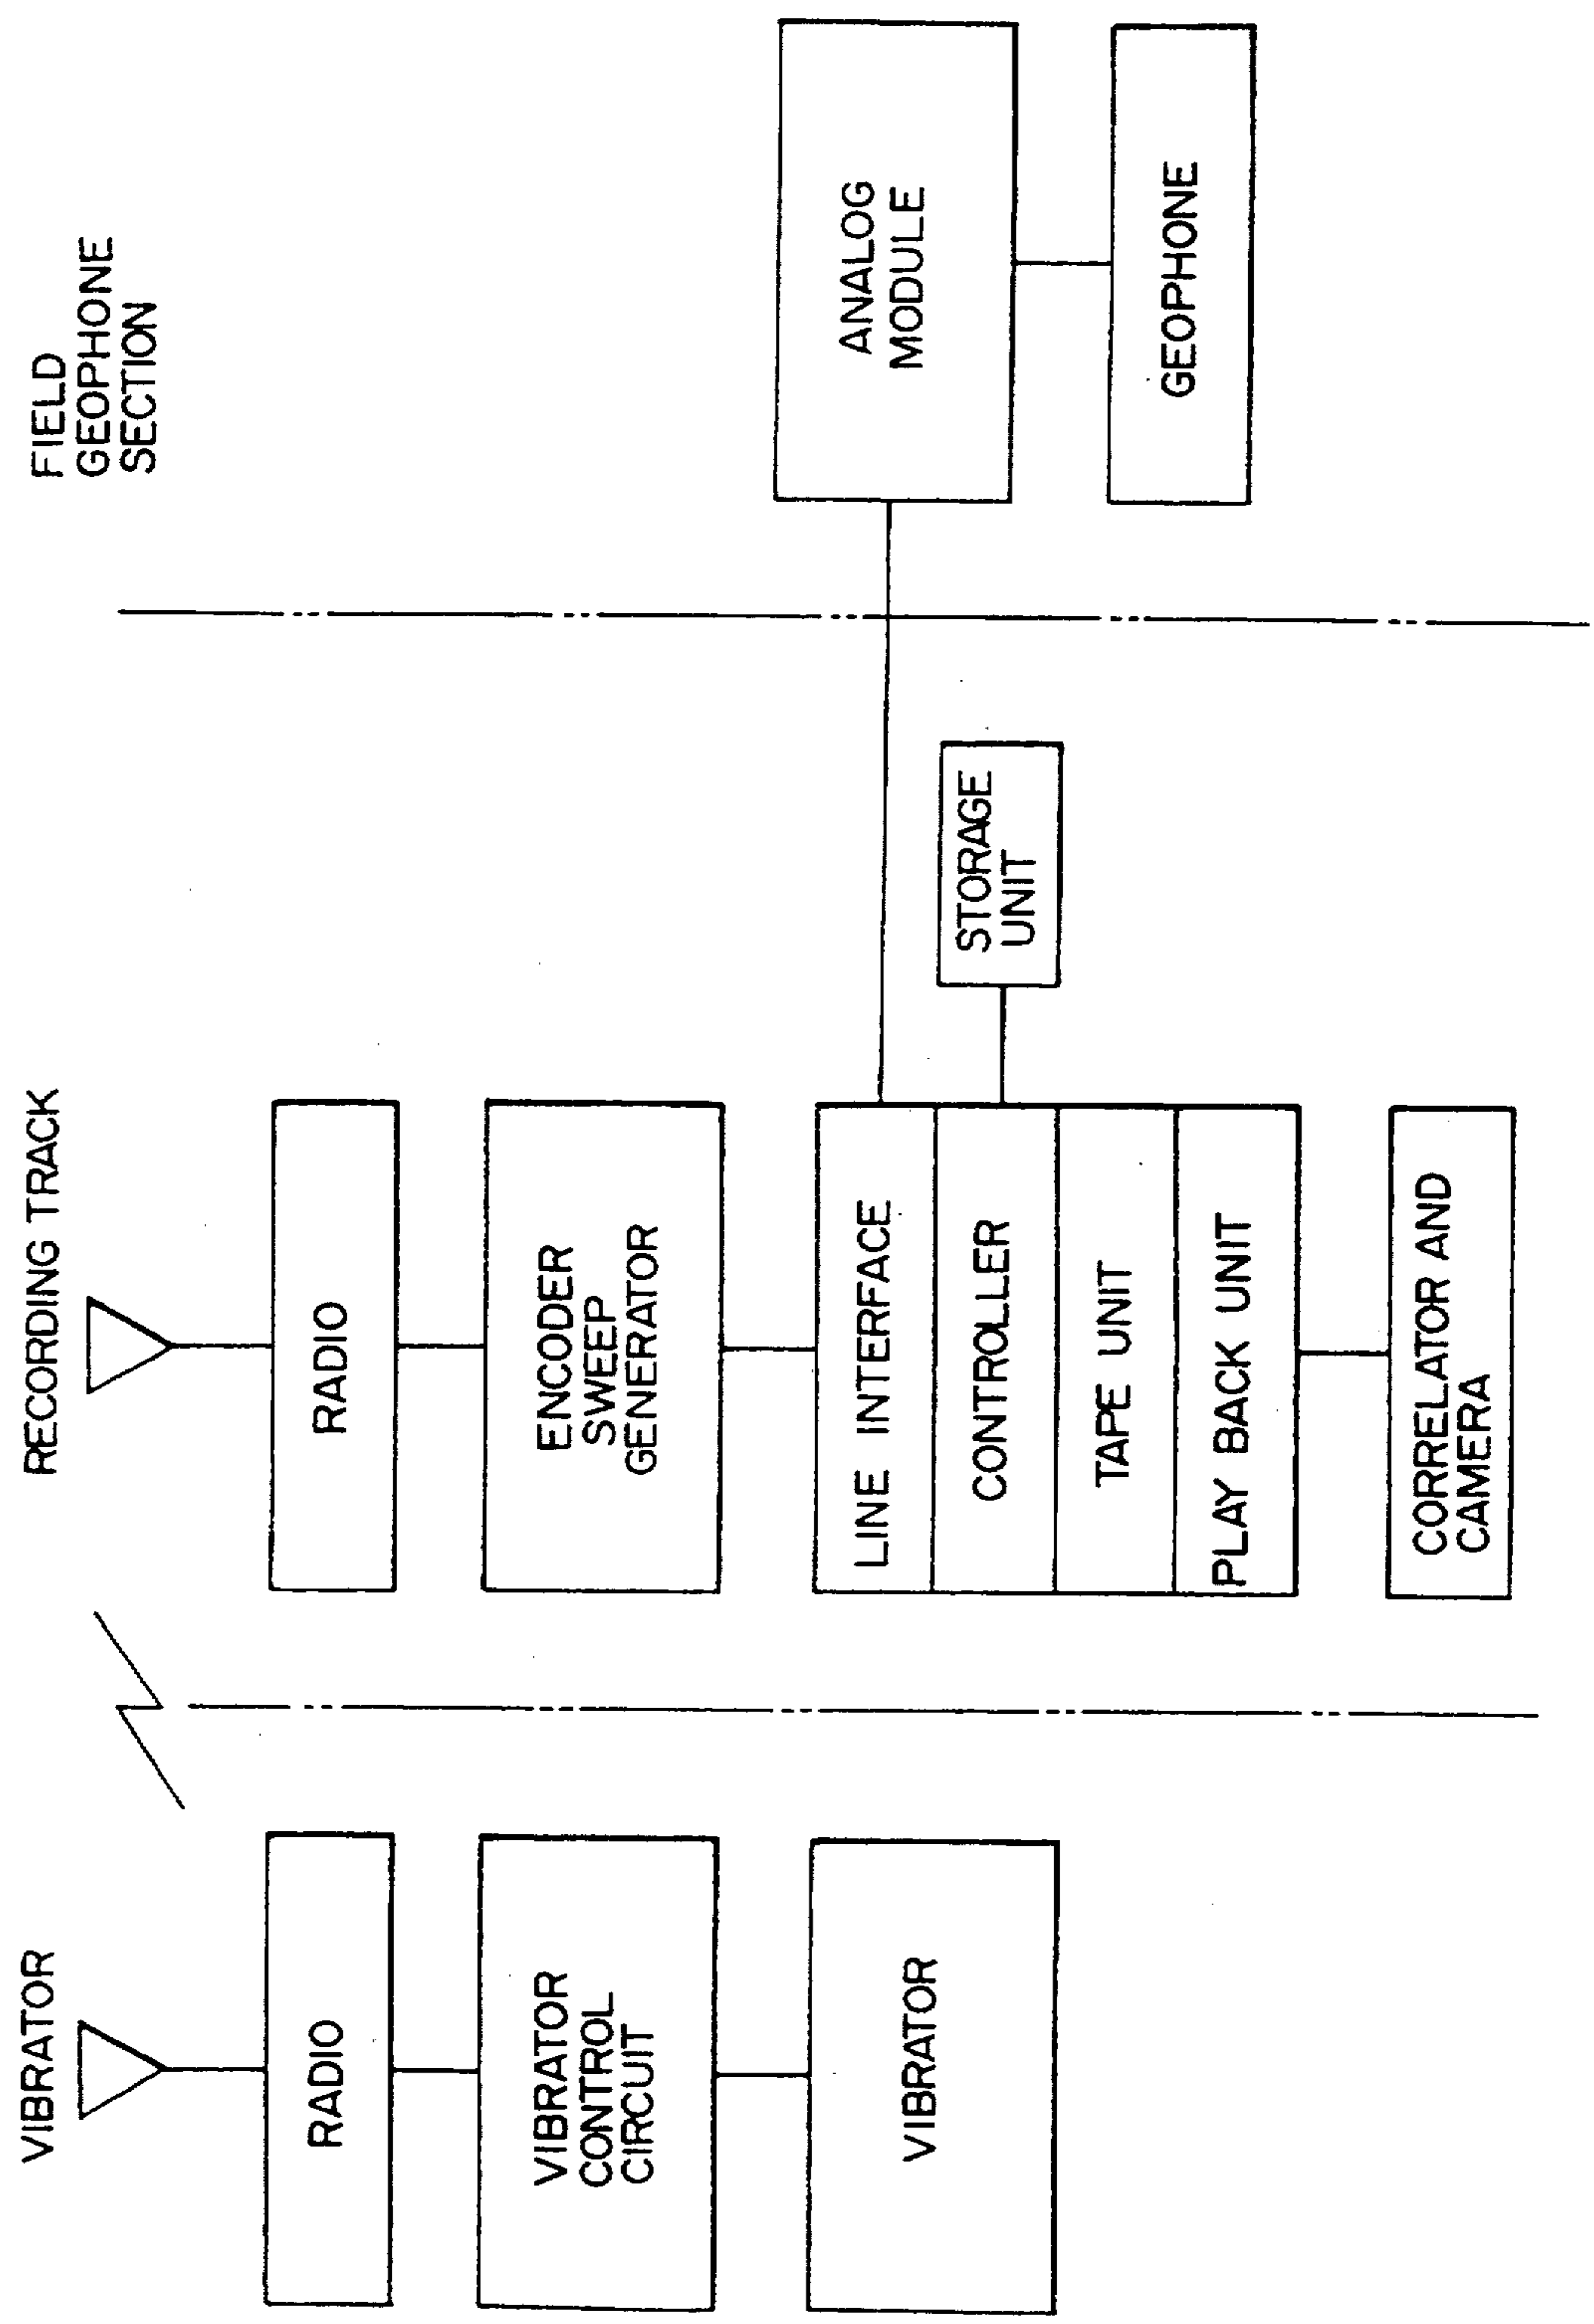 VIBRATOR
RADIO
VIBRATOR
CONTROL
CIRCUIT
VIBRATOR
RECORDING TRACK
RADIO
ENCODER
SWEEP
GENERATOR
LINE INTERFACE
CONTROLLER
TAPE UNIT
PLAY BACK UNIT
CORRELATOR AND
CAMERA
STORAGE
UNIT
FIELD
GEOPHONE
SECTION
ANALOG
MODULE
GEOPHONE